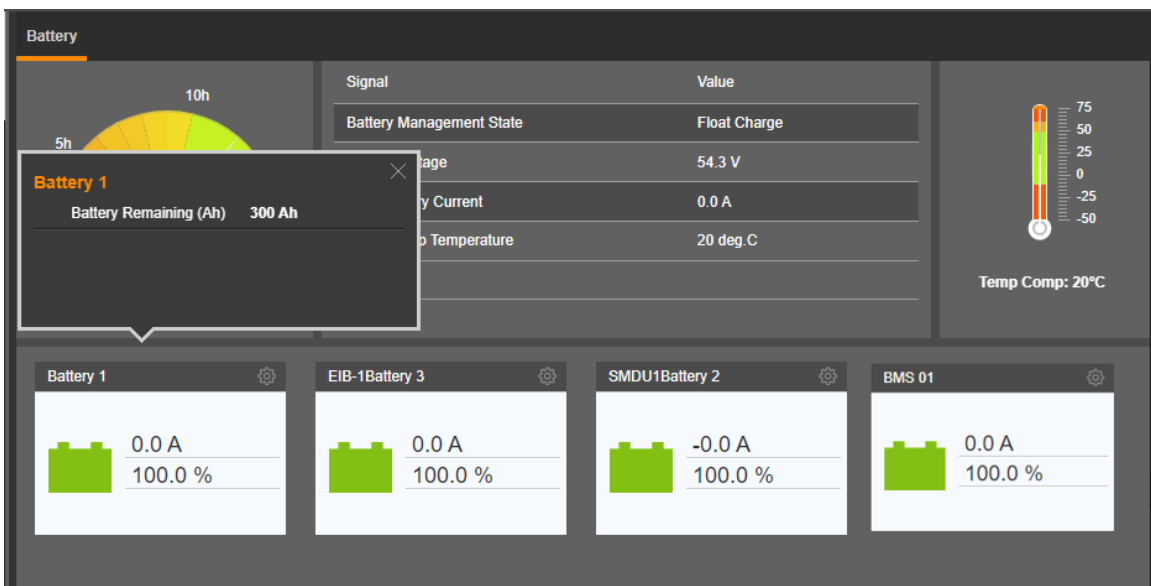 Battery
10h
5h
Signal Value
Battery Management State Float Charge
tage 54.3 V
y Current 0.0 A
Temperature 20 deg.C
Battery 1
Battery Remaining (Ah) 300 Ah
75
50
25
0
-25
-50
Temp Comp: 20°C
Battery 1
0.0 A
100.0 %
EIB-1Battery 3
0.0 A
100.0 %
SMDU1Battery 2
-0.0 A
100.0 %
BMS 01
0.0 A
100.0 %